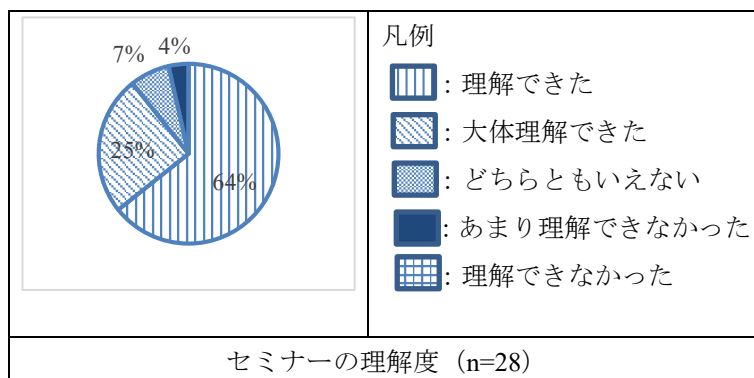 7%
4%
25%
64%
凡例
: 理解できた
: 大体理解できた
: どちらともいえない
: あまり理解できなかった
: 理解できなかった
セミナーの理解度（n=28）